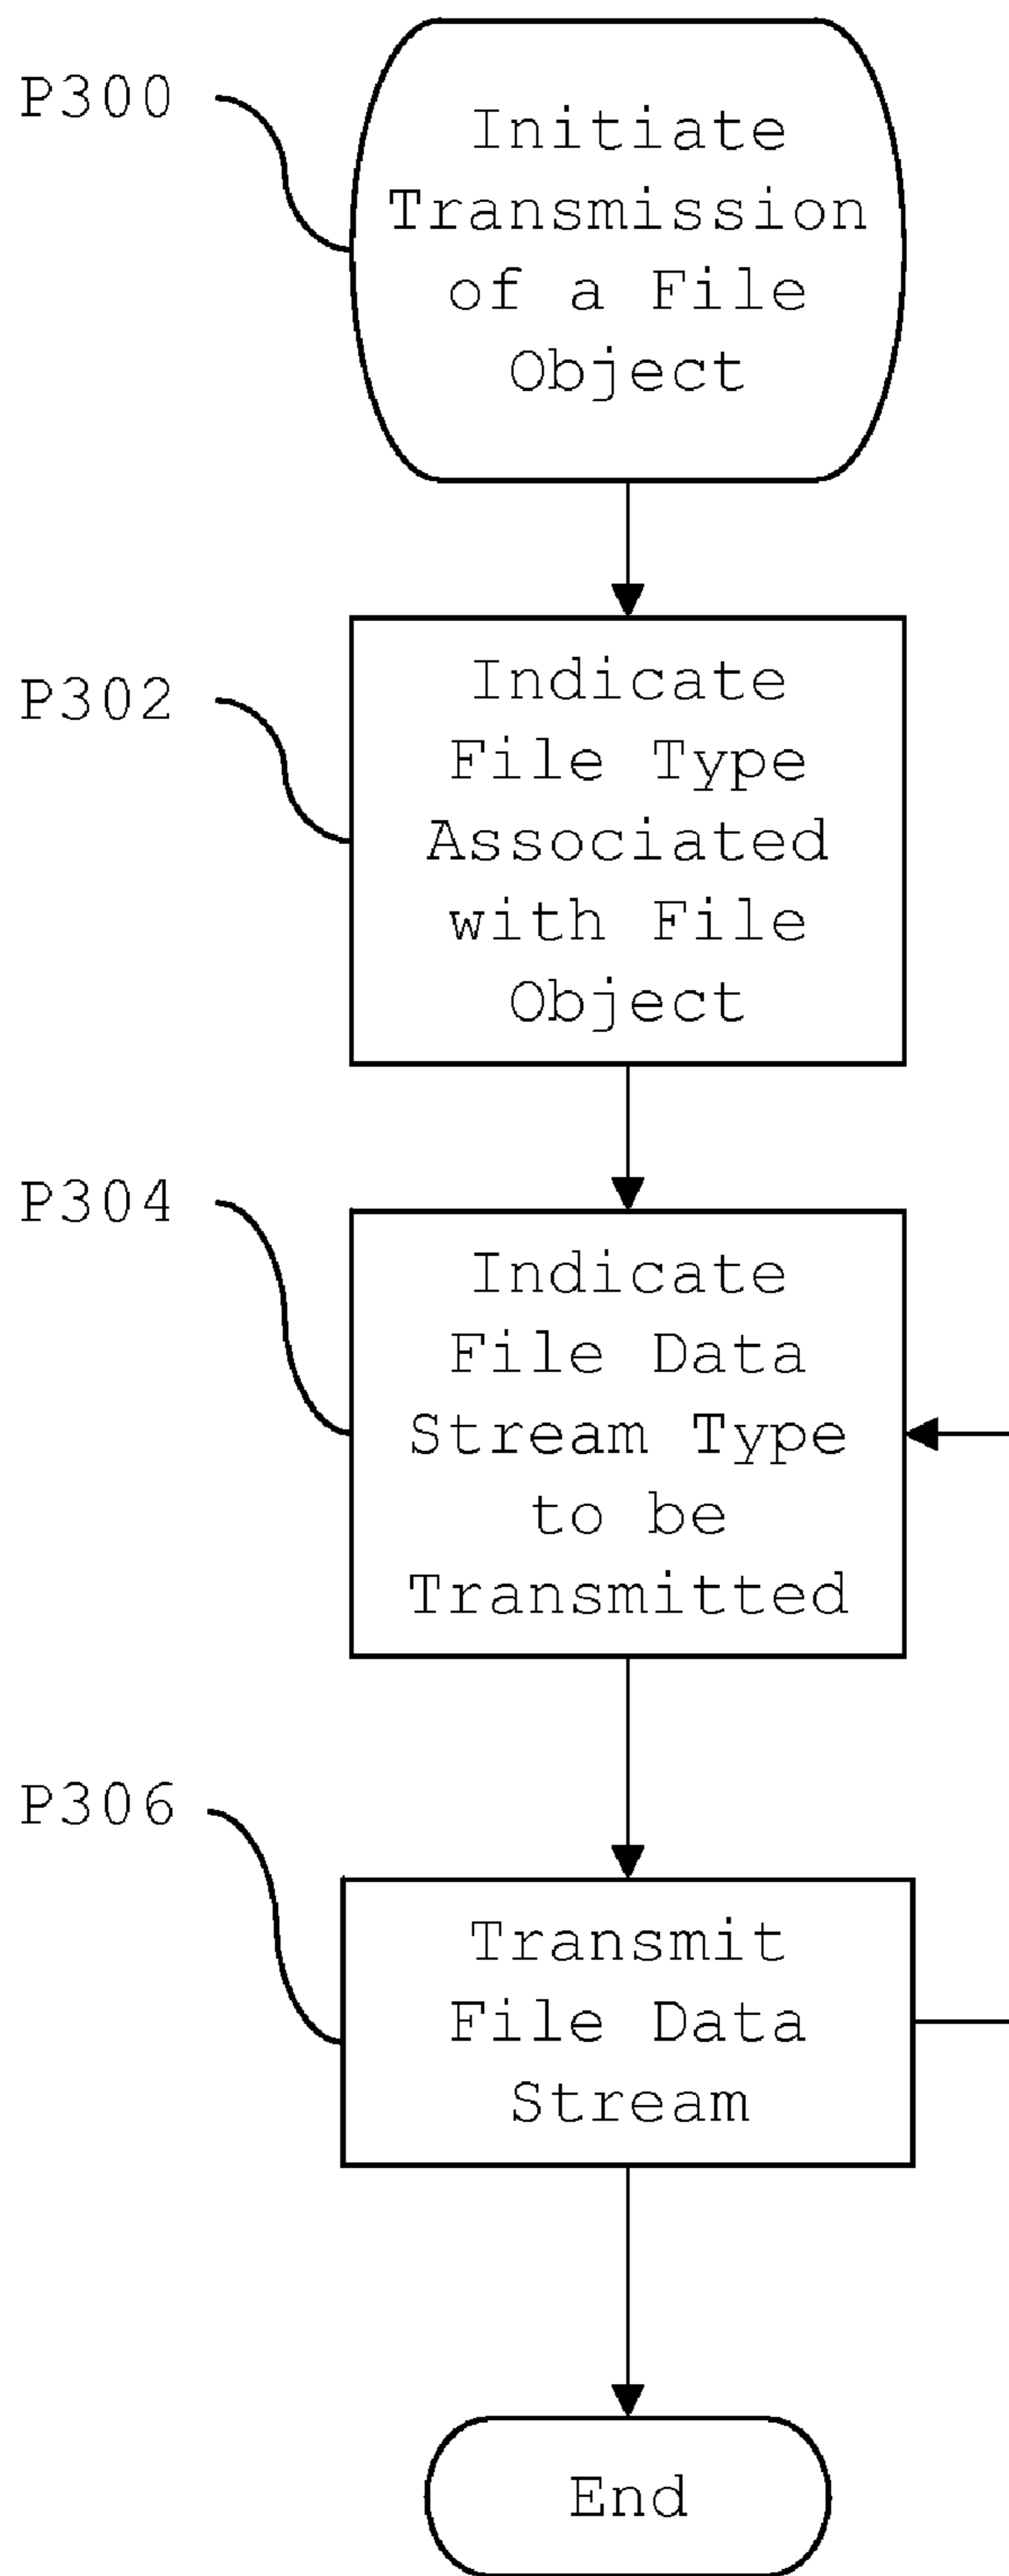 P300
Initiate
Transmission
of a File
Object
P302
Indicate
File Type
Associated
with File
Object
P304
Indicate
File Data
Stream Type
to be
Transmitted
P306
Transmit
File Data
Stream
End